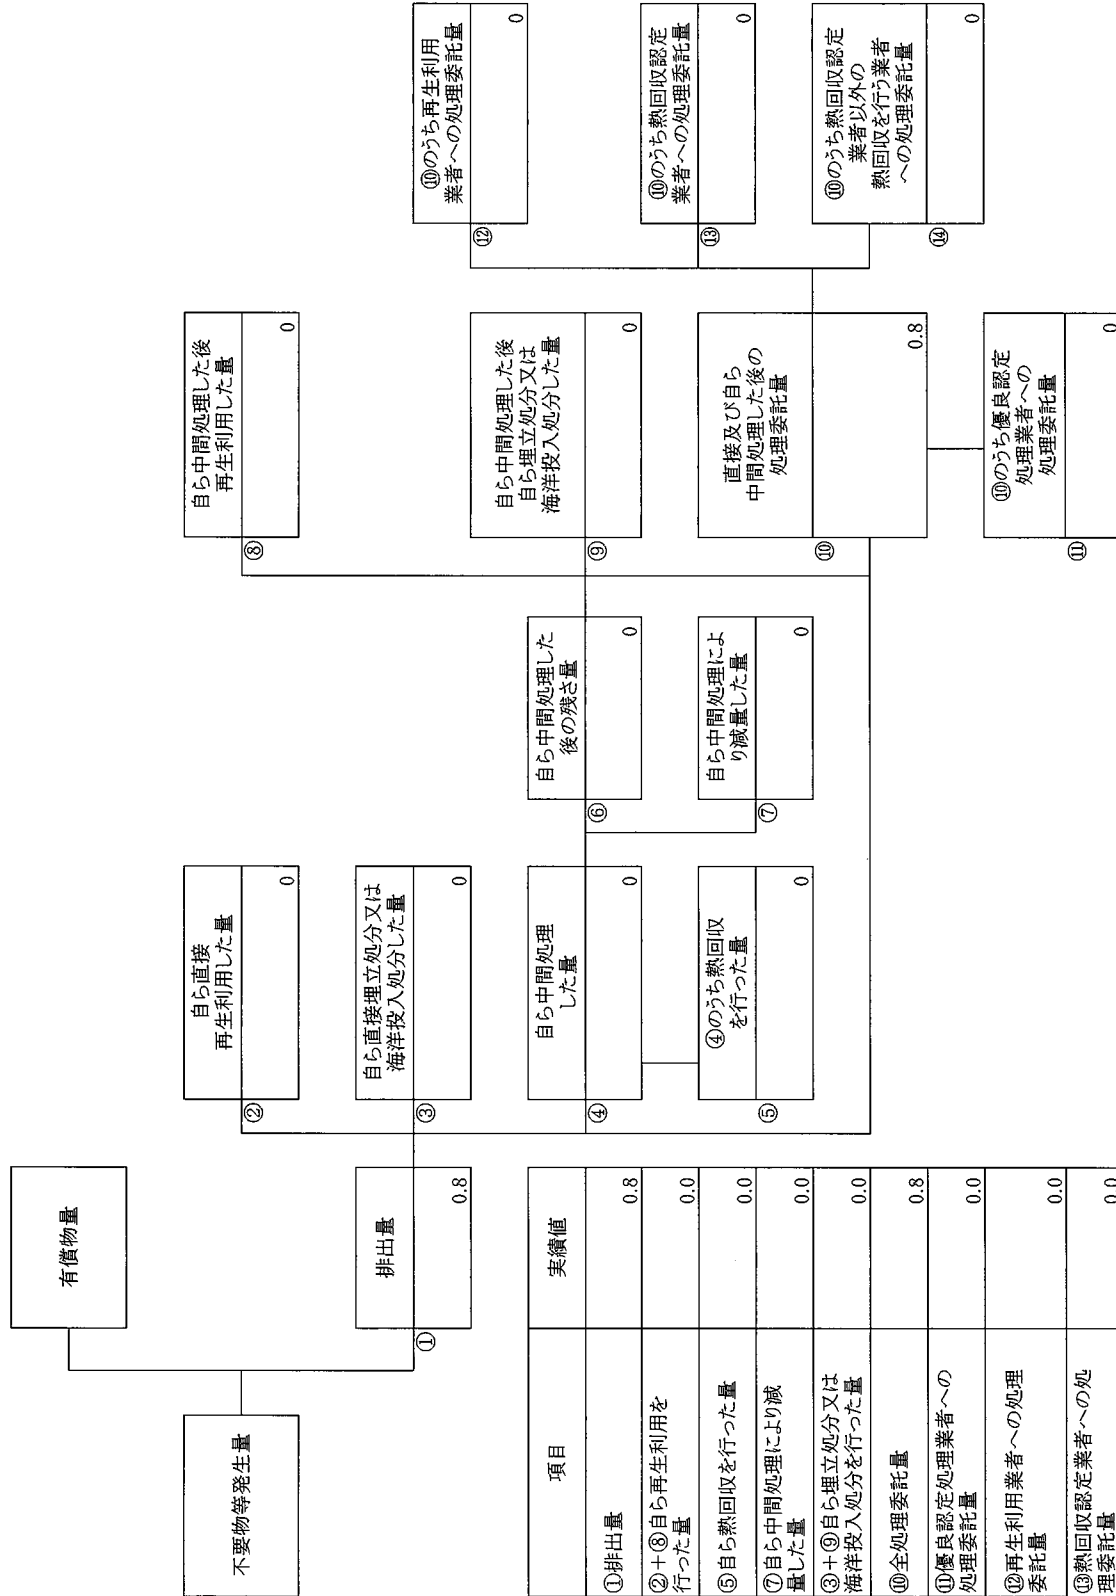 不要物等発生量
有償物量
①
排出量
0.8
②
自ら直接
再生利用した量
0
③
自ら直接埋立処分又は
海洋投入処分した量
0
④
自ら中間処理
した量
0
⑤
④のうち熱回収
を行った量
0
⑥
自ら中間処理した
後の残さ量
0
⑦
自ら中間処理によ
り減量した量
0
⑧
自ら中間処理した後
再生利用した量
0
⑨
自ら中間処理した後
自ら埋立処分又は
海洋投入処分した量
0
⑩
直接及び自ら
中間処理した後の
処理委託量
0.8
⑪
⑩のうち優良認定
処理業者への
処理委託量
0
⑫
⑩のうち再生利用
業者への処理委託量
0
⑬
⑩のうち熱回収認定
業者への処理委託量
0
⑭
⑩のうち熱回収認定
業者以外の
熱回収を行う業者
への処理委託量
0
項目 実績値
①排出量 0.8
②+⑧自ら再生利用を
行った量 0.0
⑤自ら熱回収を行った量 0.0
⑦自ら中間処理により減
量した量 0.0
③+⑨自ら埋立処分又は
海洋投入処分を行った量 0.0
⑩全処理委託量 0.8
⑪優良認定処理業者への
処理委託量 0.0
⑫再生利用業者への処理
委託量 0.0
⑬熱回収認定業者への処
理委託量 0.0